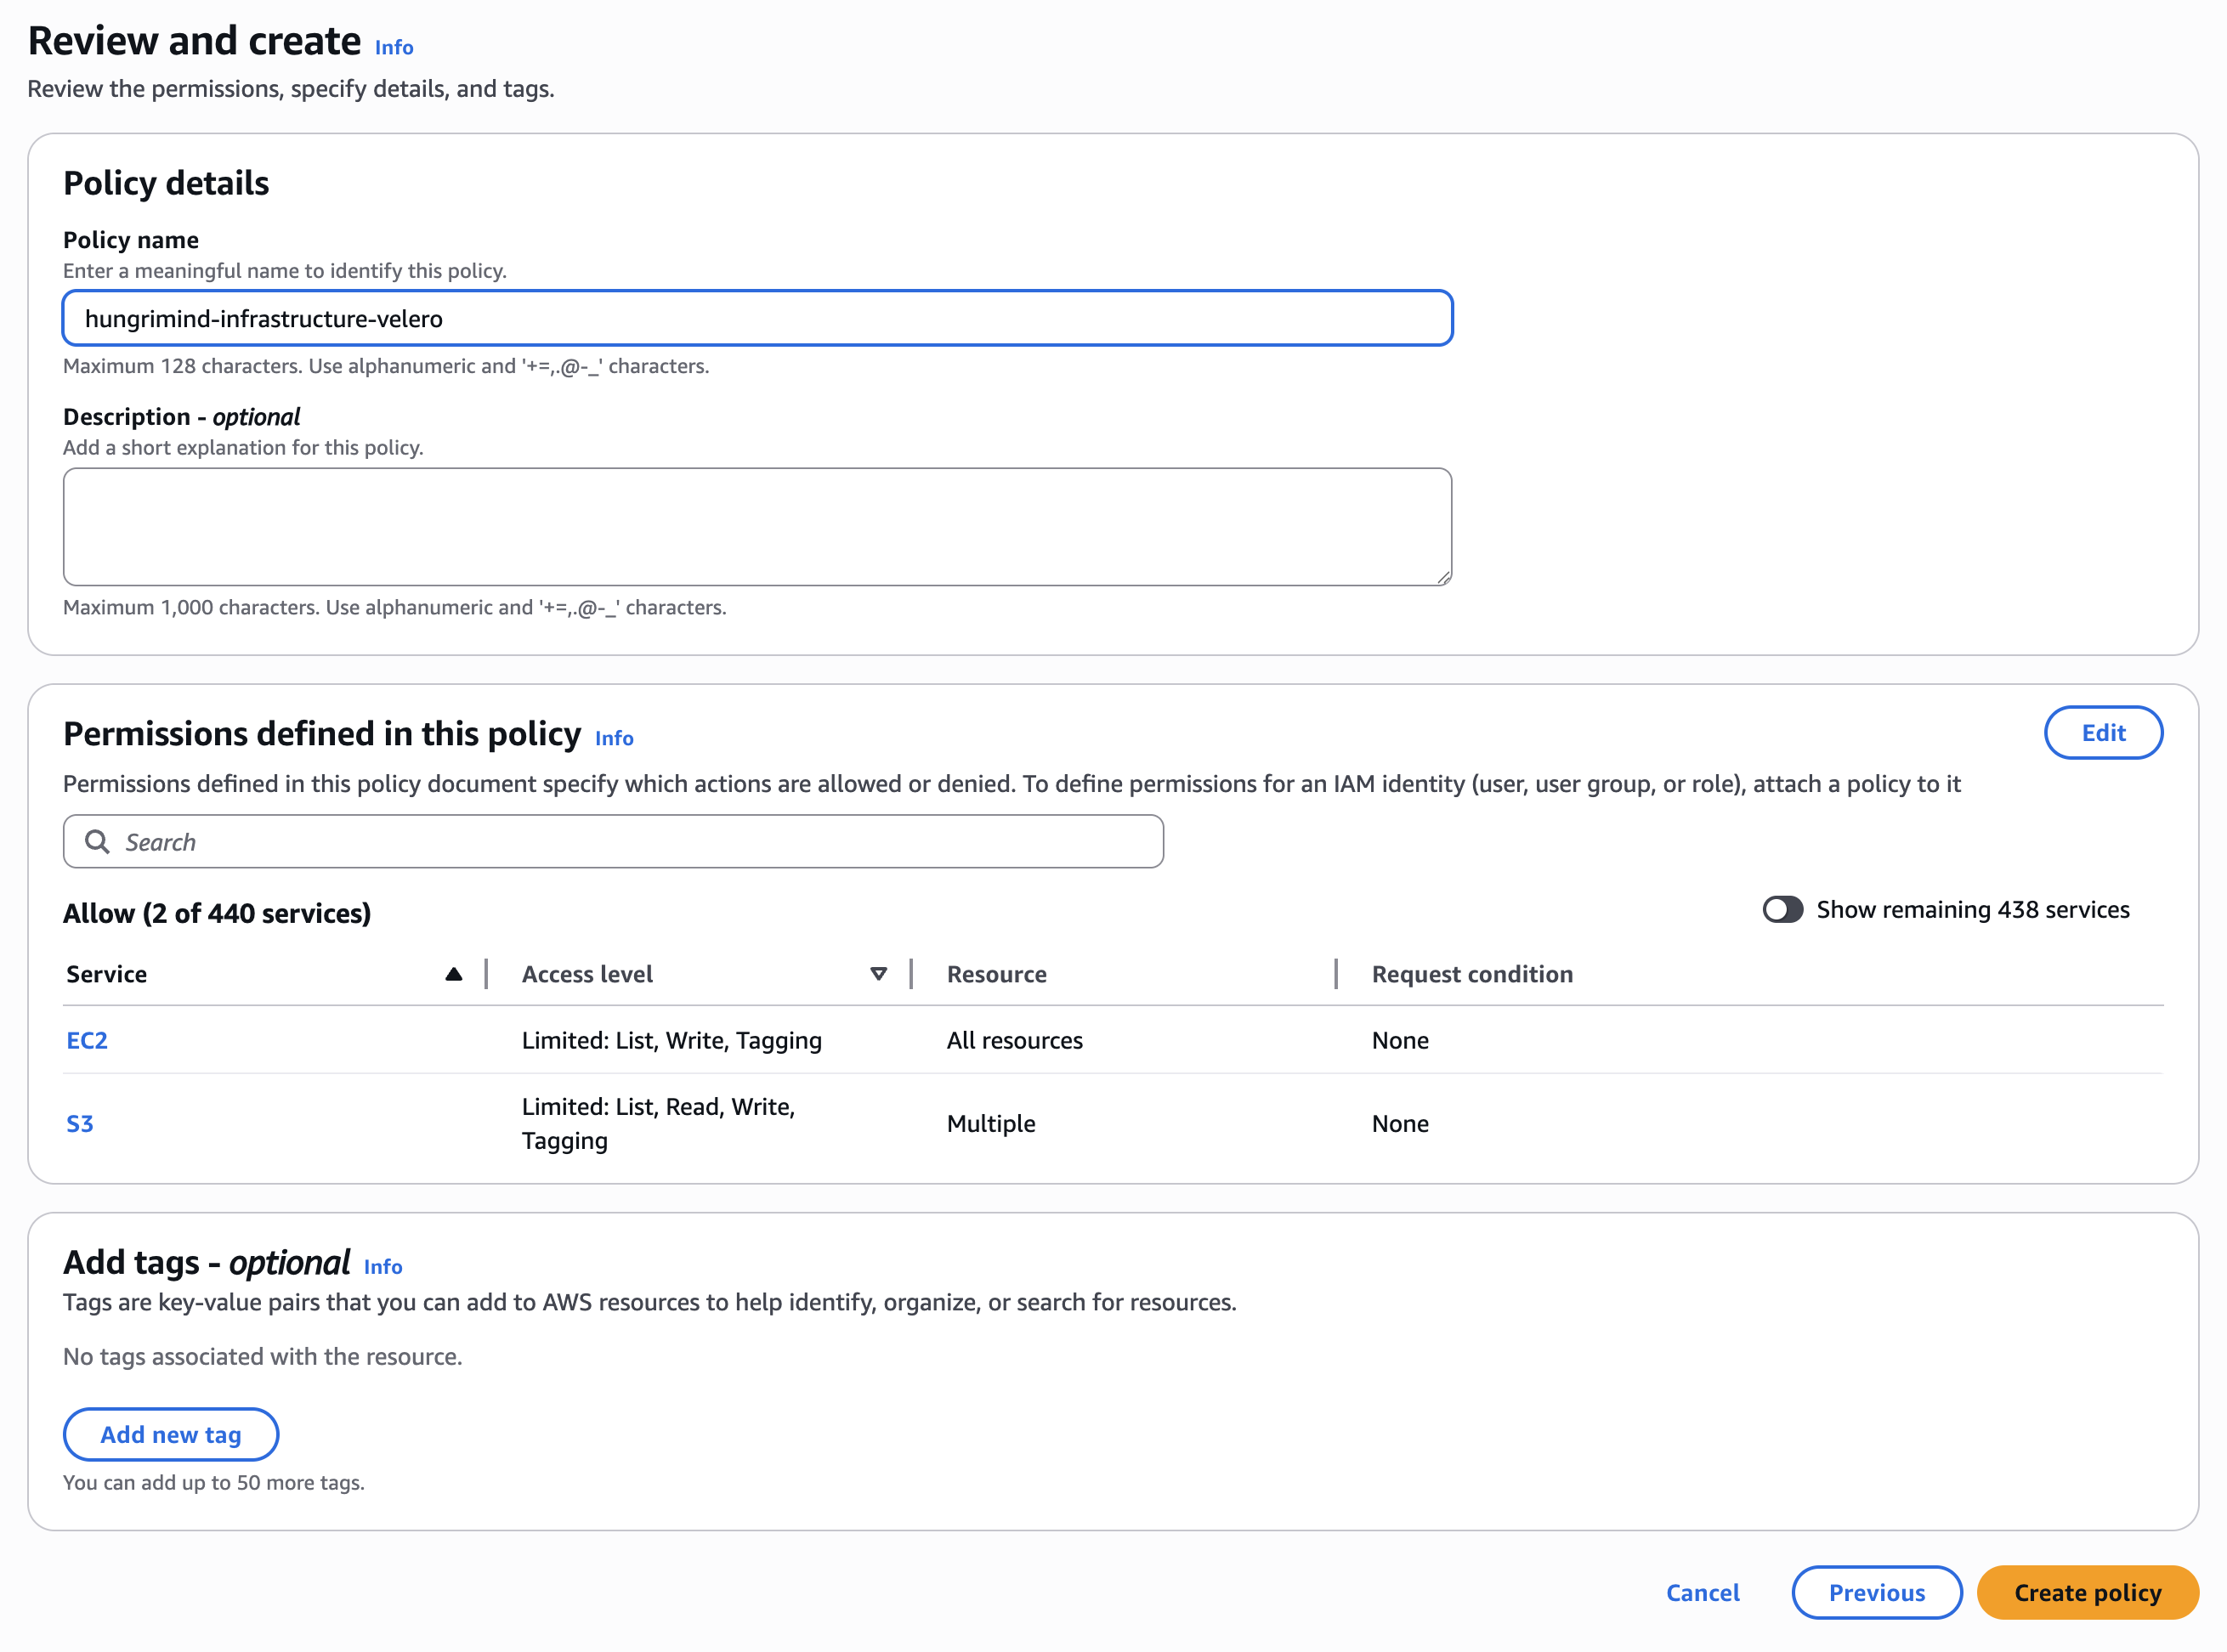 Review and create Info
Review the permissions, specify details, and tags.
Policy details
Policy name
Enter a meaningful name to identify this policy.
hungrimind-infrastructure-velero
Maximum 128 characters. Use alphanumeric and '+=,.@-_' characters.
Description - optional
Add a short explanation for this policy.
Maximum 1,000 characters. Use alphanumeric and '+=,.@-_' characters.
Permissions defined in this policy Info
Edit
Permissions defined in this policy document specify which actions are allowed or denied. To define permissions for an IAM identity (user, user group, or role), attach a policy to it
Search
Allow (2 of 440 services)
Show remaining 438 services
Service Access level Resource Request condition
EC2 Limited: List, Write, Tagging All resources None
S3 Limited: List, Read, Write, Tagging Multiple None
Add tags - optional Info
Tags are key-value pairs that you can add to AWS resources to help identify, organize, or search for resources.
No tags associated with the resource.
Add new tag
You can add up to 50 more tags.
Cancel Previous Create policy